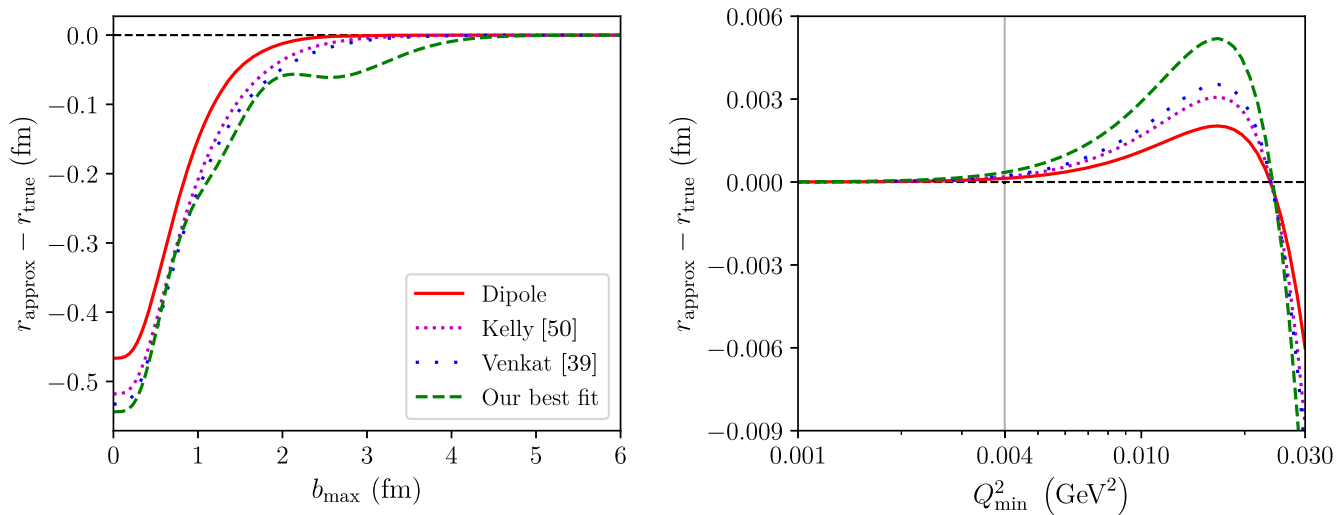 0.0
−0.1
−0.2
−0.3
−0.4
−0.5
r_approx − r_true (fm)
Dipole
Kelly [50]
Venkat [39]
Our best fit
0 1 2 3 4 5 6
b_max (fm)
0.006
0.003
0.000
−0.003
−0.006
−0.009
r_approx − r_true (fm)
0.001 0.004 0.010 0.030
Q²_min (GeV²)